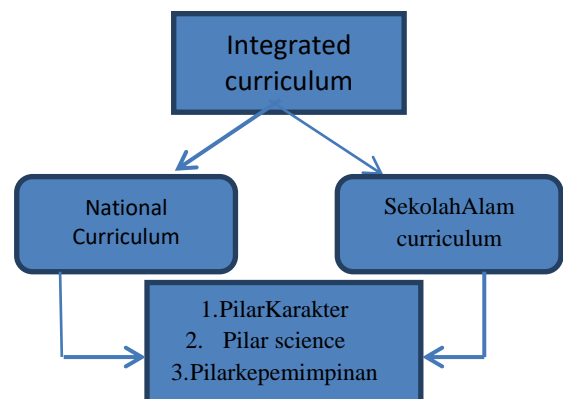 Integrated
curriculum
National
Curriculum
SekolahAlam
curriculum
1.PilarKarakter
2. Pilar science
3.Pilarkepemimpinan